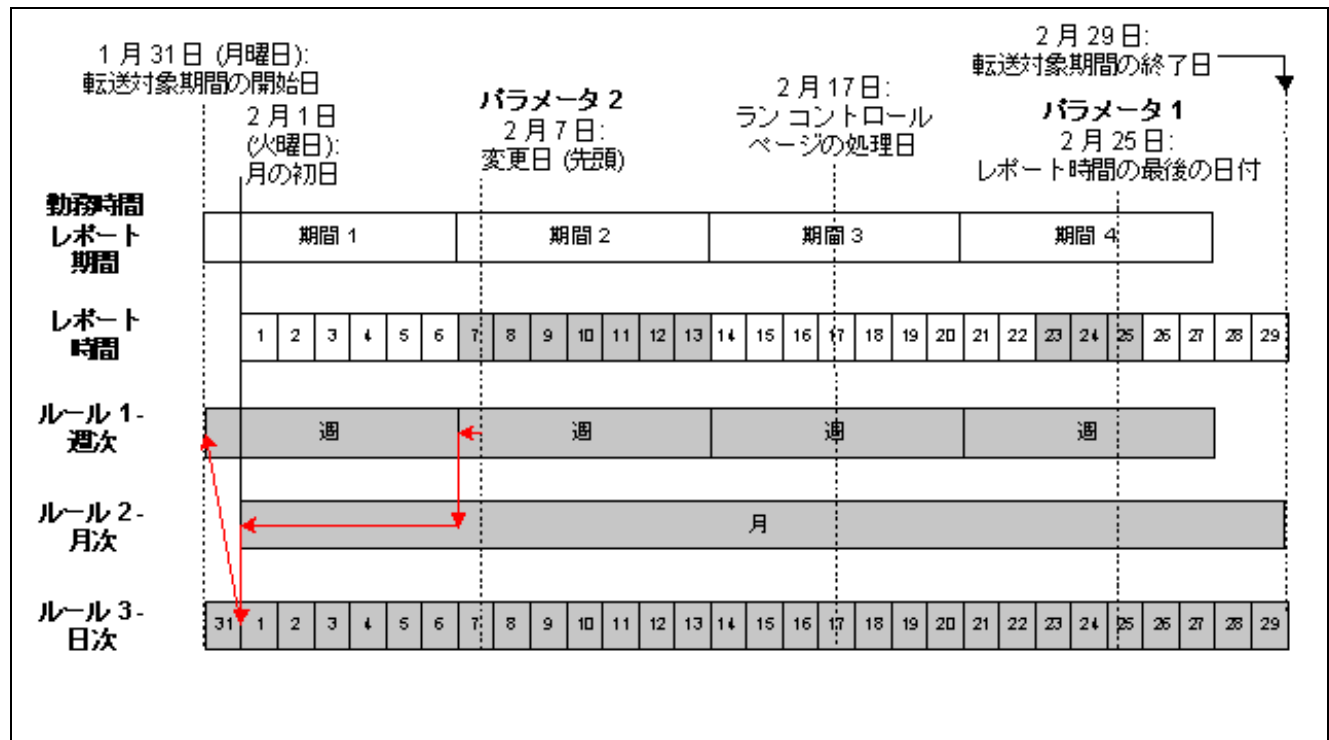 1 月 31 日 (月曜日):
転送対象期間の開始日
2 月 1 日
(火曜日):
月の初日
パラメータ 2
2 月 7 日:
変更日 (先頭)
2 月 17 日:
ラン コントロール
ページの処理日
2 月 29 日:
転送対象期間の終了日
パラメータ 1
2 月 25 日:
レポート時間の最後の日付
勤務時間
レポート
期間
期間 1
期間 2
期間 3
期間 4
レポート
時間
1 2 3 4 5 6 7 8 9 10 11 12 13 14 15 16 17 18 19 20 21 22 23 24 25 26 27 28 29
ルール 1 -
週次
週
週
週
週
ルール 2 -
月次
月
ルール 3 -
日次
31 1 2 3 4 5 6 7 8 9 10 11 12 13 14 15 16 17 18 19 20 21 22 23 24 25 26 27 28 29